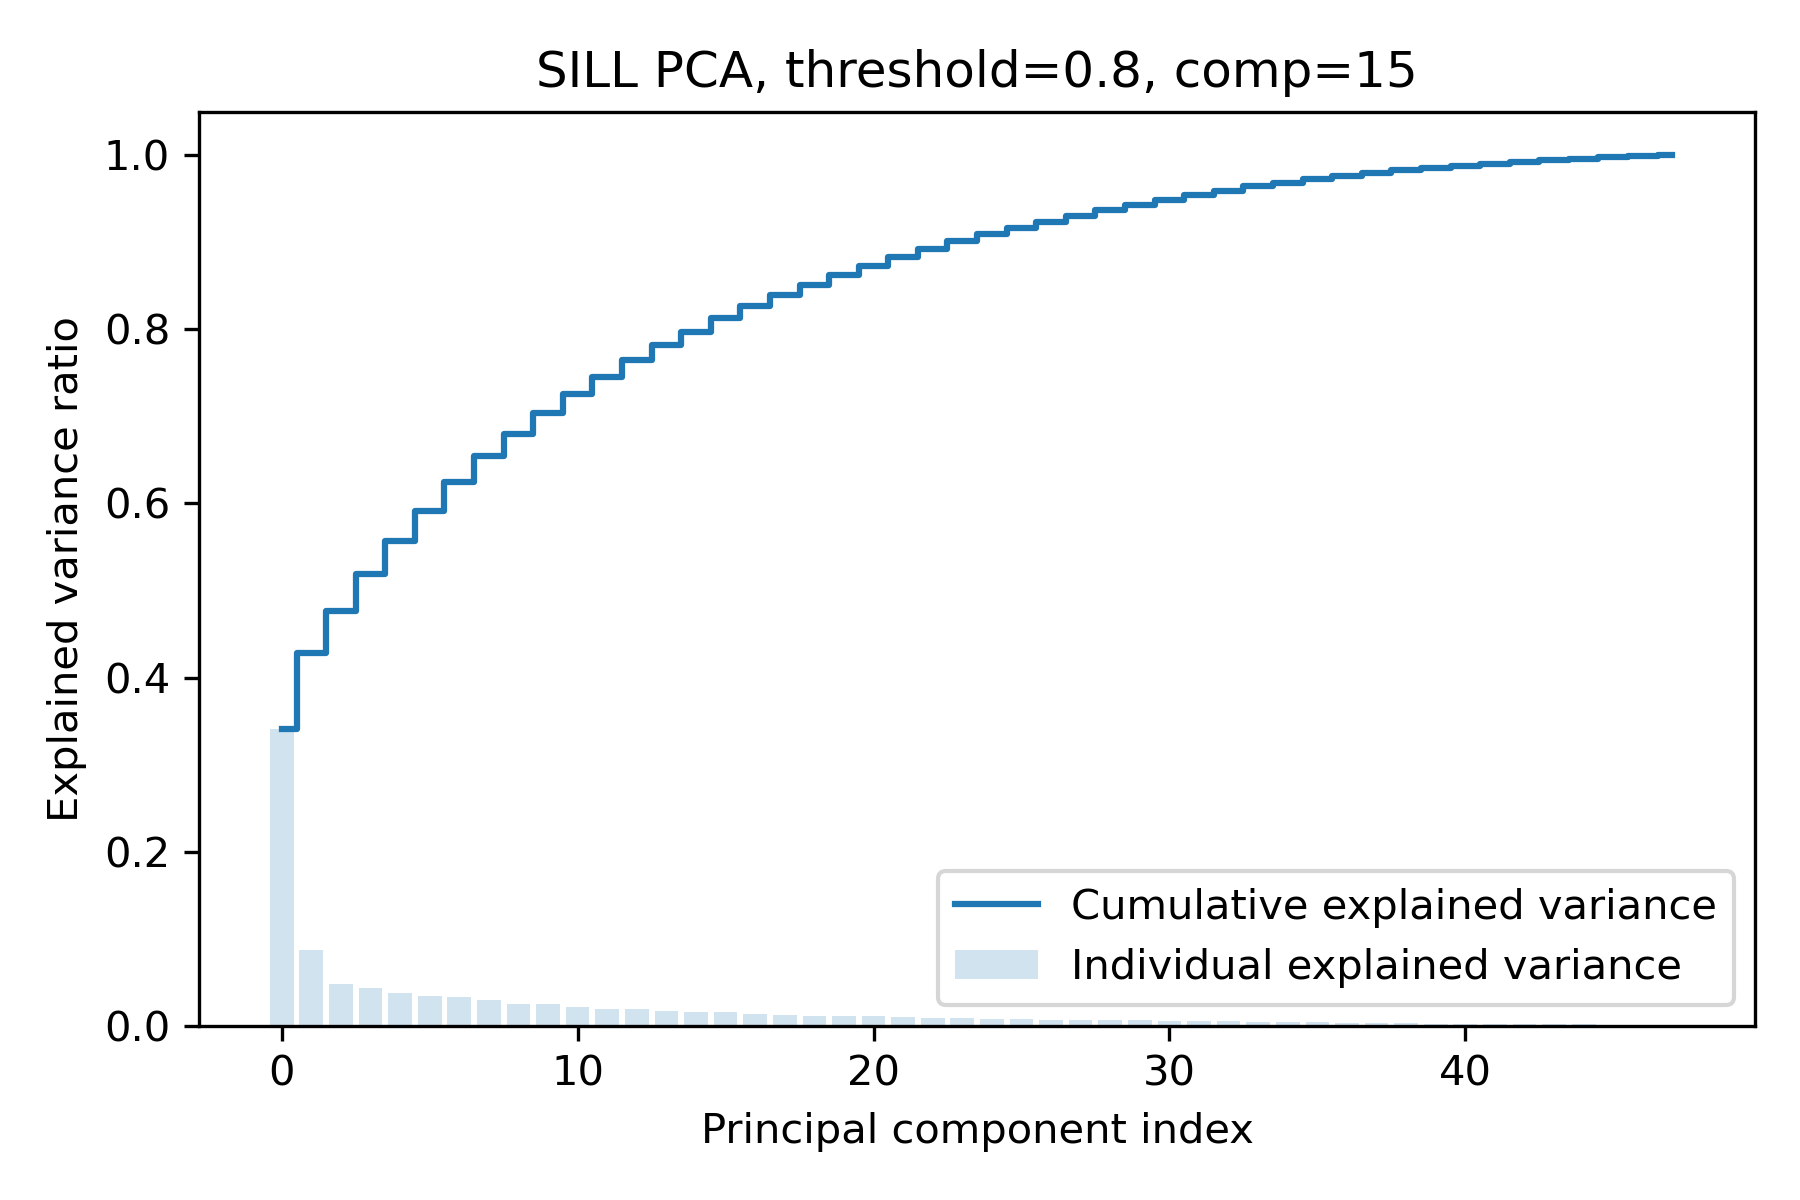 SILL PCA, threshold=0.8, comp=15
1.0
0.8
0.6
0.4
0.2
0.0
Explained variance ratio
Cumulative explained variance
Individual explained variance
0 10 20 30 40
Principal component index